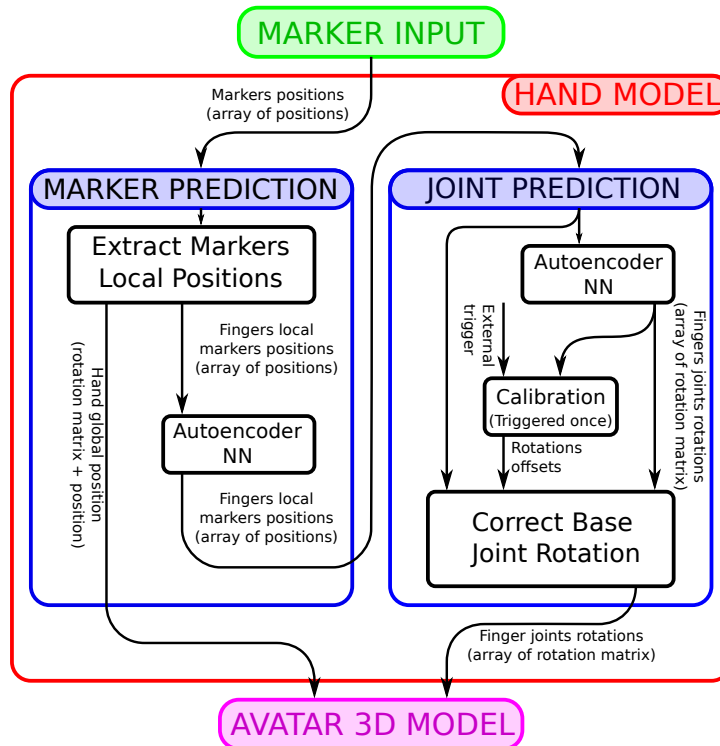 MARKER INPUT
Markers positions
(array of positions)
HAND MODEL
MARKER PREDICTION
Extract Markers
Local Positions
Fingers local
markers positions
(array of positions)
Hand global position
(rotation matrix + position)
Autoencoder
NN
Fingers local
markers positions
(array of positions)
JOINT PREDICTION
Autoencoder
NN
External
trigger
Fingers joints rotations
(array of rotation matrix)
Calibration
(Triggered once)
Rotations
offsets
Correct Base
Joint Rotation
Finger joints rotations
(array of rotation matrix)
AVATAR 3D MODEL